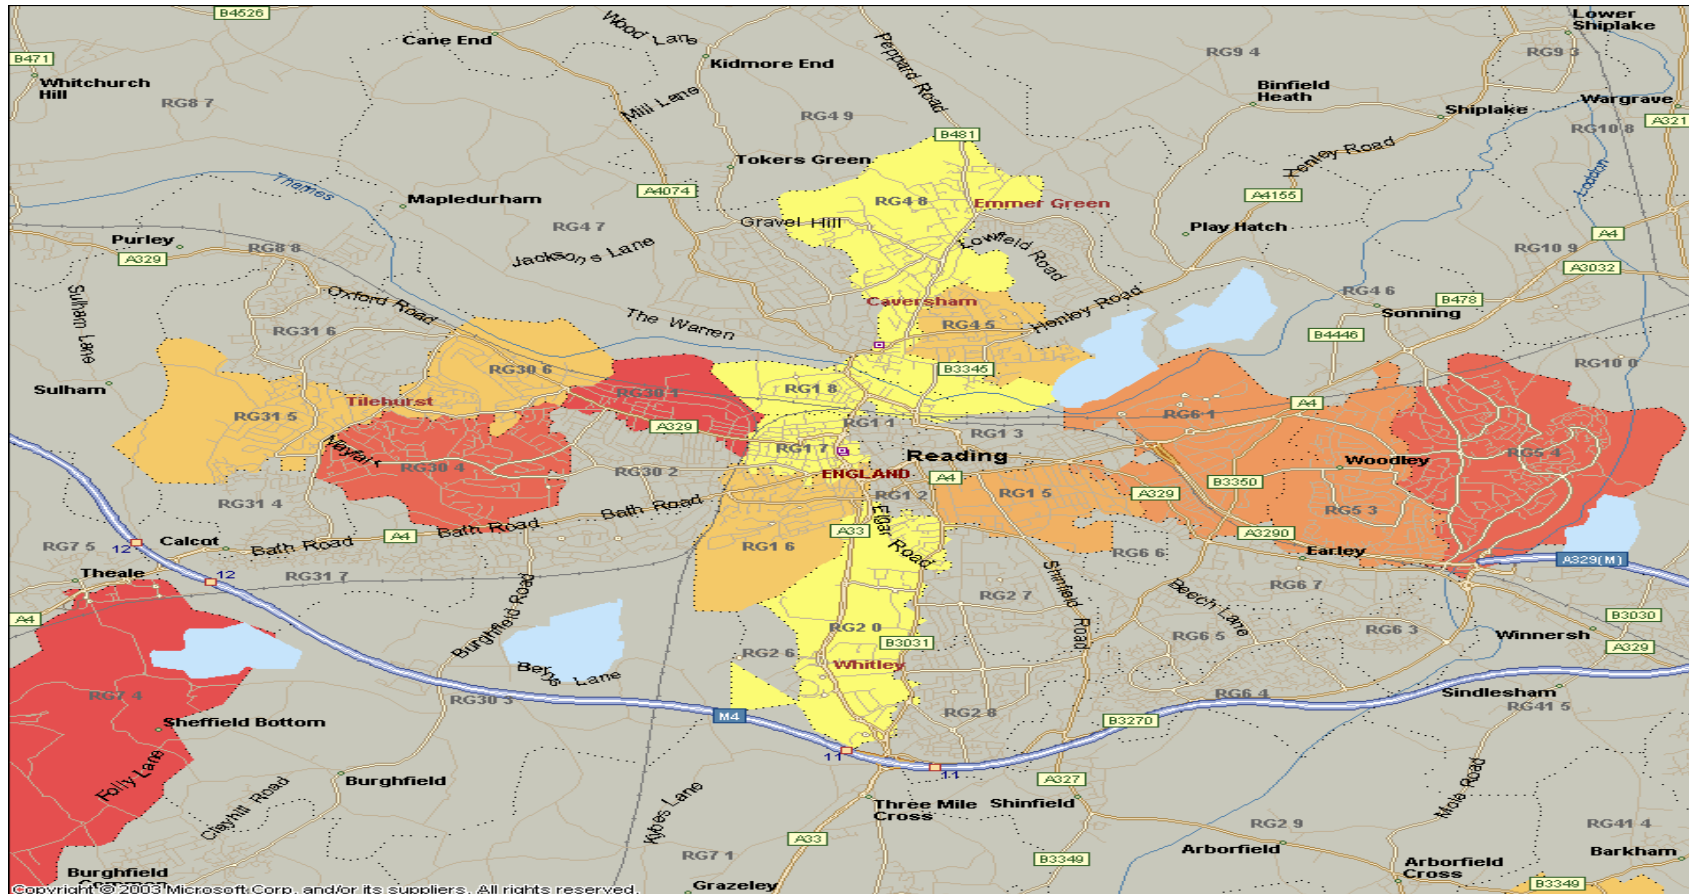 B4526
Wood Lane
Cane End
Peppard Road
Lower
Shiplake
B471
Kidmore End
RG9 4
RG9 3
Whitchurch
Hill
RG8 7
Mill Lane
Binfield
Heath
Wargrave
RG4 9
Shiplake
A321
RG10 8
B481
Henley Road
Tokers Green
Thames
A4074
Loddon
Mapledurham
RG4 8
Emmer Green
A4155
Gravel Hill
RG4 7
Play Hatch
A4
Purley
RG8 8
Jacksons Lane
Lowfield Road
RG10 9
A329
A3032
Sulham Lane
Oxford Road
Caversham
RG4 6
B478
Sonning
The Warren
RG4 5
Henley Road
RG31 6
B4446
RG10 0
RG30 6
B3345
Sulham
RG30 1
RG1 8
Tilehurst
A4
RG31 5
RG6 1
A329
RG1 1
RG1 3
Mayfair
RG1 7
Reading
RG5 4
RG30 4
RG30 2
ENGLAND
Woodley
A4
B3350
RG31 4
Bath Road
RG1 2
RG1 5
A329
RG5 3
Bath Road
Elgar Road
A33
A4
A3290
Calcot
Bath Road
RG7 5
12
RG1 6
RG6 6
Earley
A329(M)
Theale
12
RG31 7
Shinfield Road
RG6 7
Beech Lane
RG2 7
A4
Burghfield Road
B3030
RG2 0
RG6 5
RG6 3
Winnersh
B3031
A329
RG2 6
Whitley
Berys Lane
RG7 4
RG30 3
RG6 4
Sindlesham
RG41 5
Sheffield Bottom
M4
RG2 8
B3270
11
11
Folly Lane
Burghfield
A327
Clayhill Road
Kybes Lane
Three Mile
Cross
Shinfield
Mole Road
RG2 9
RG41 4
A33
Arborfield
Barkham
RG7 1
B3349
Arborfield
Cross
Burghfield
Grazeley
B3349
Copyright © 2003 Microsoft Corp. and/or its suppliers. All rights reserved.